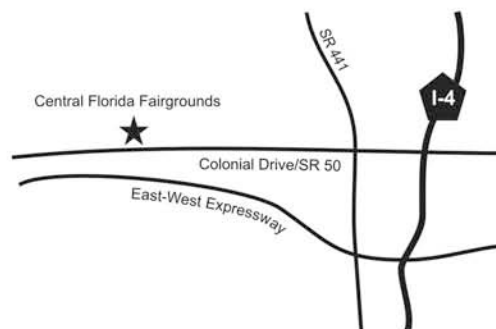 SR 441
I-4
Central Florida Fairgrounds
Colonial Drive/SR 50
East-West Expressway